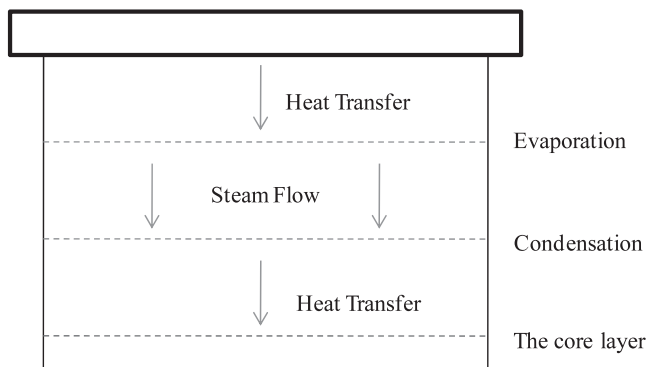 Heat Transfer
Evaporation
Steam Flow
Condensation
Heat Transfer
The core layer